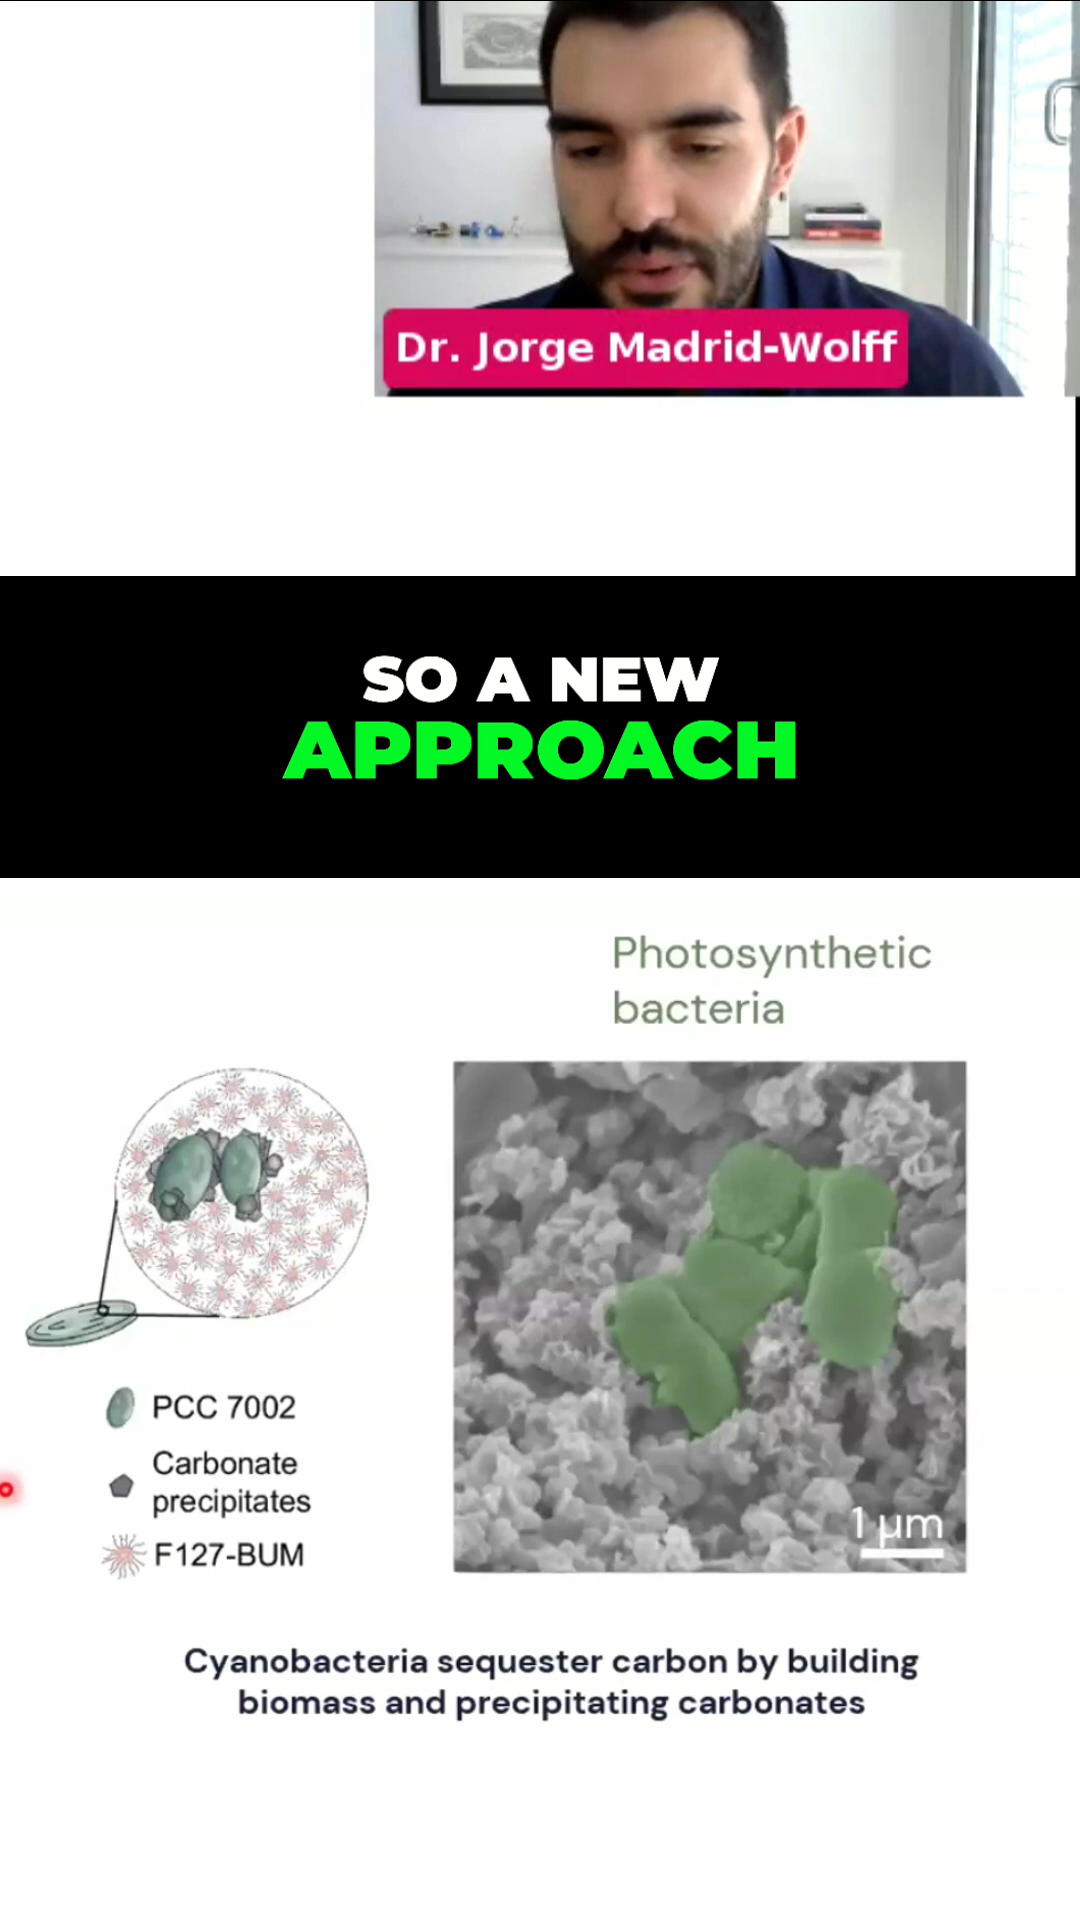 Dr. Jorge Madrid-Wolff
SO A NEW
APPROACH
Photosynthetic
bacteria
PCC 7002
Carbonate
precipitates
F127-BUM
1 µm
Cyanobacteria sequester carbon by building
biomass and precipitating carbonates